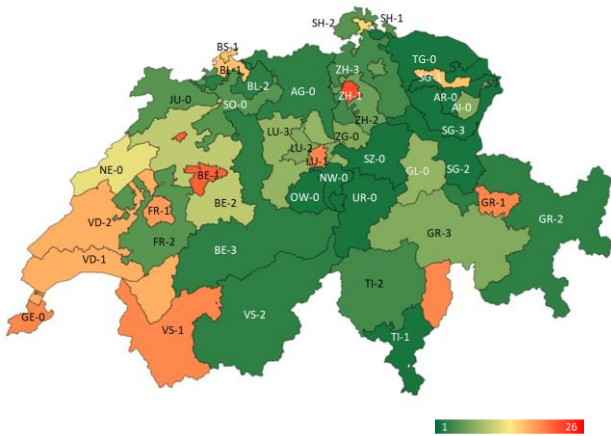 SH-2 SH-1
BS-1
BL-1 BL-2
ZH-3
TG-0
SG-1
JU-0
SO-0
AG-0
ZH-1
AR-0
AI-0
ZH-2
LU-3
ZG-0
SG-3
LU-2
LU-1
SZ-0
NE-0
BE-1
NW-0
GL-0
SG-2
BE-2
OW-0
UR-0
GR-1
VD-2
FR-1
GR-2
FR-2
BE-3
GR-3
VD-1
TI-2
GE-0
VS-1
VS-2
TI-1
1 26